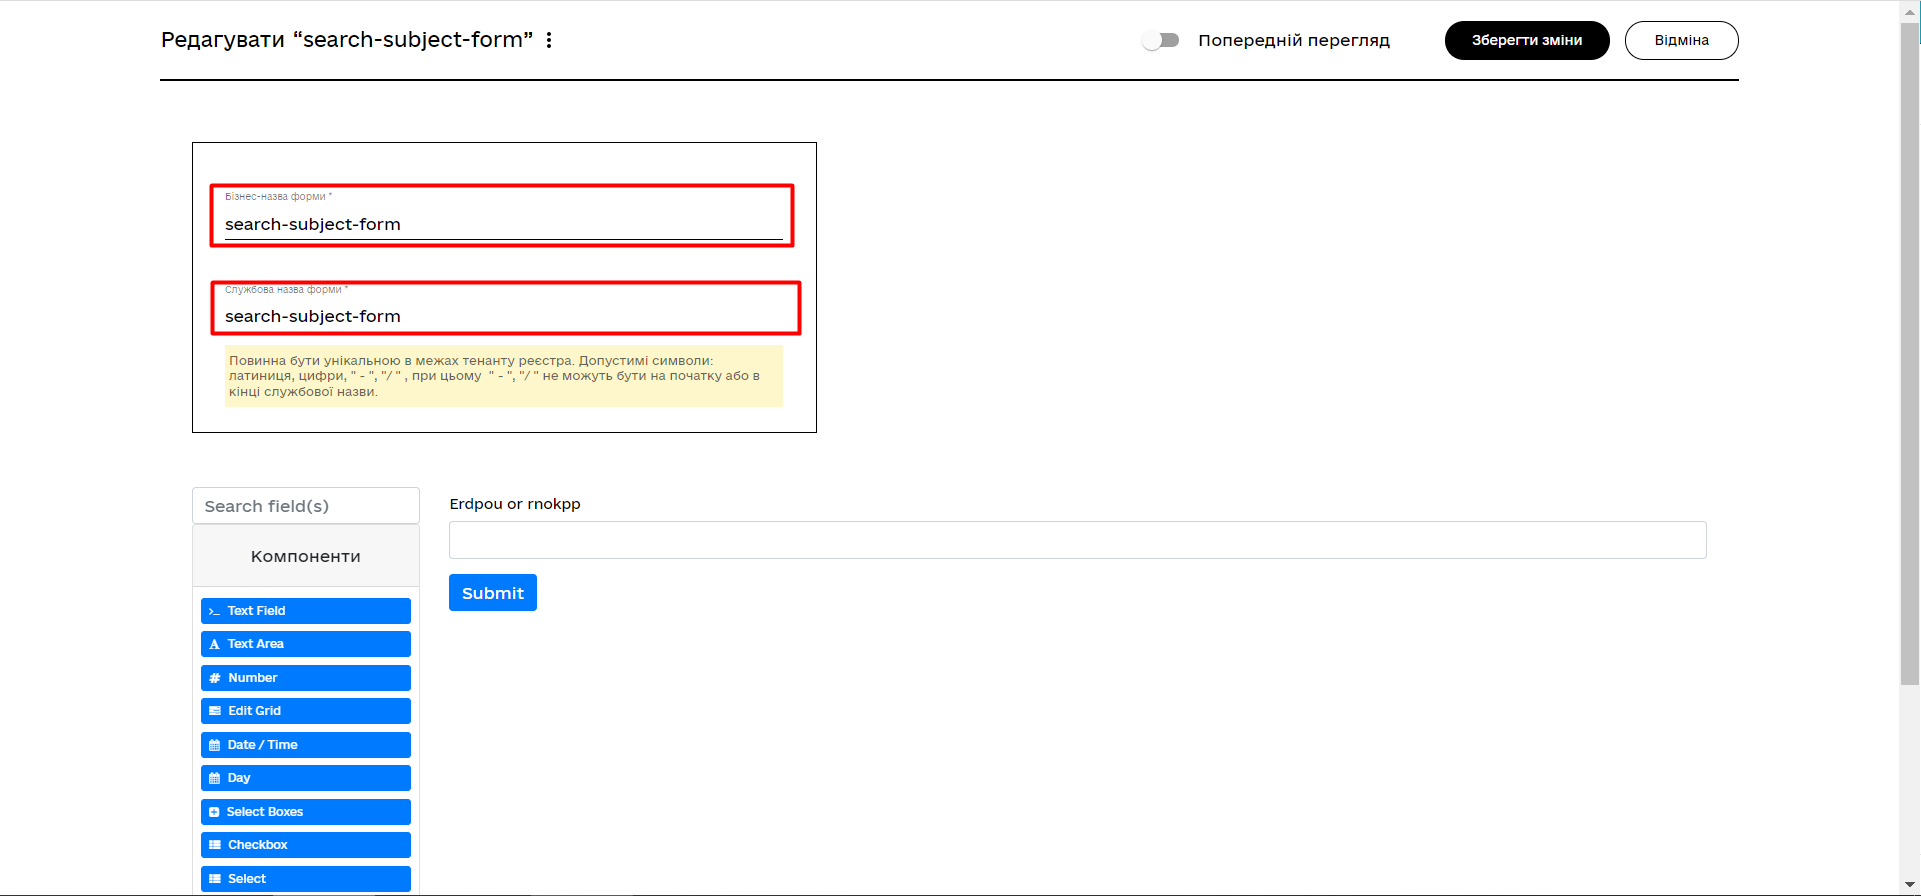 Редагувати “search-subject-form”
Попередній перегляд
Зберегти зміни
Відміна
Бізнес-назва форми *
search-subject-form
Службова назва форми *
search-subject-form
Повинна бути унікальною в межах тенанту реєстра. Допустимі символи:
латиниця, цифри, " - ", "/ " , при цьому " - ", "/ " не можуть бути на початку або в
кінці службової назви.
Search field(s)
Компоненти
Text Field
Text Area
Number
Edit Grid
Date / Time
Day
Select Boxes
Checkbox
Select
Erdpou or rnokpp
Submit